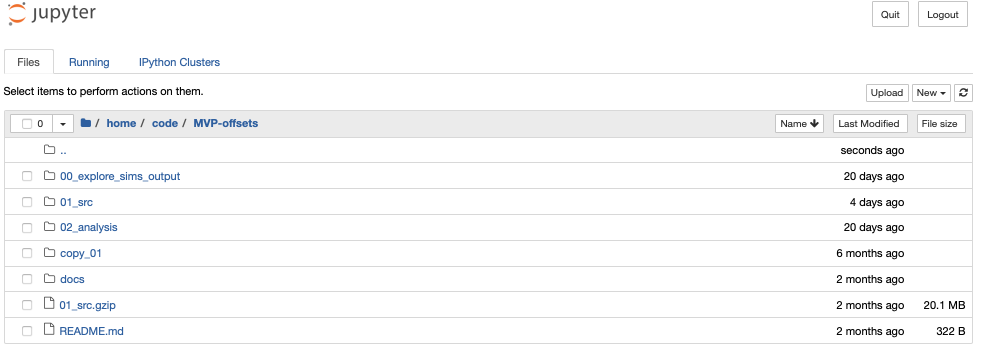 jupyter
Quit Logout
Files Running IPython Clusters
Select items to perform actions on them.
Upload New
0 / home / code / MVP-offsets Name Last Modified File size
.. seconds ago
00_explore_sims_output 20 days ago
01_src 4 days ago
02_analysis 20 days ago
copy_01 6 months ago
docs 2 months ago
01_src.gzip 2 months ago 20.1 MB
README.md 2 months ago 322 B